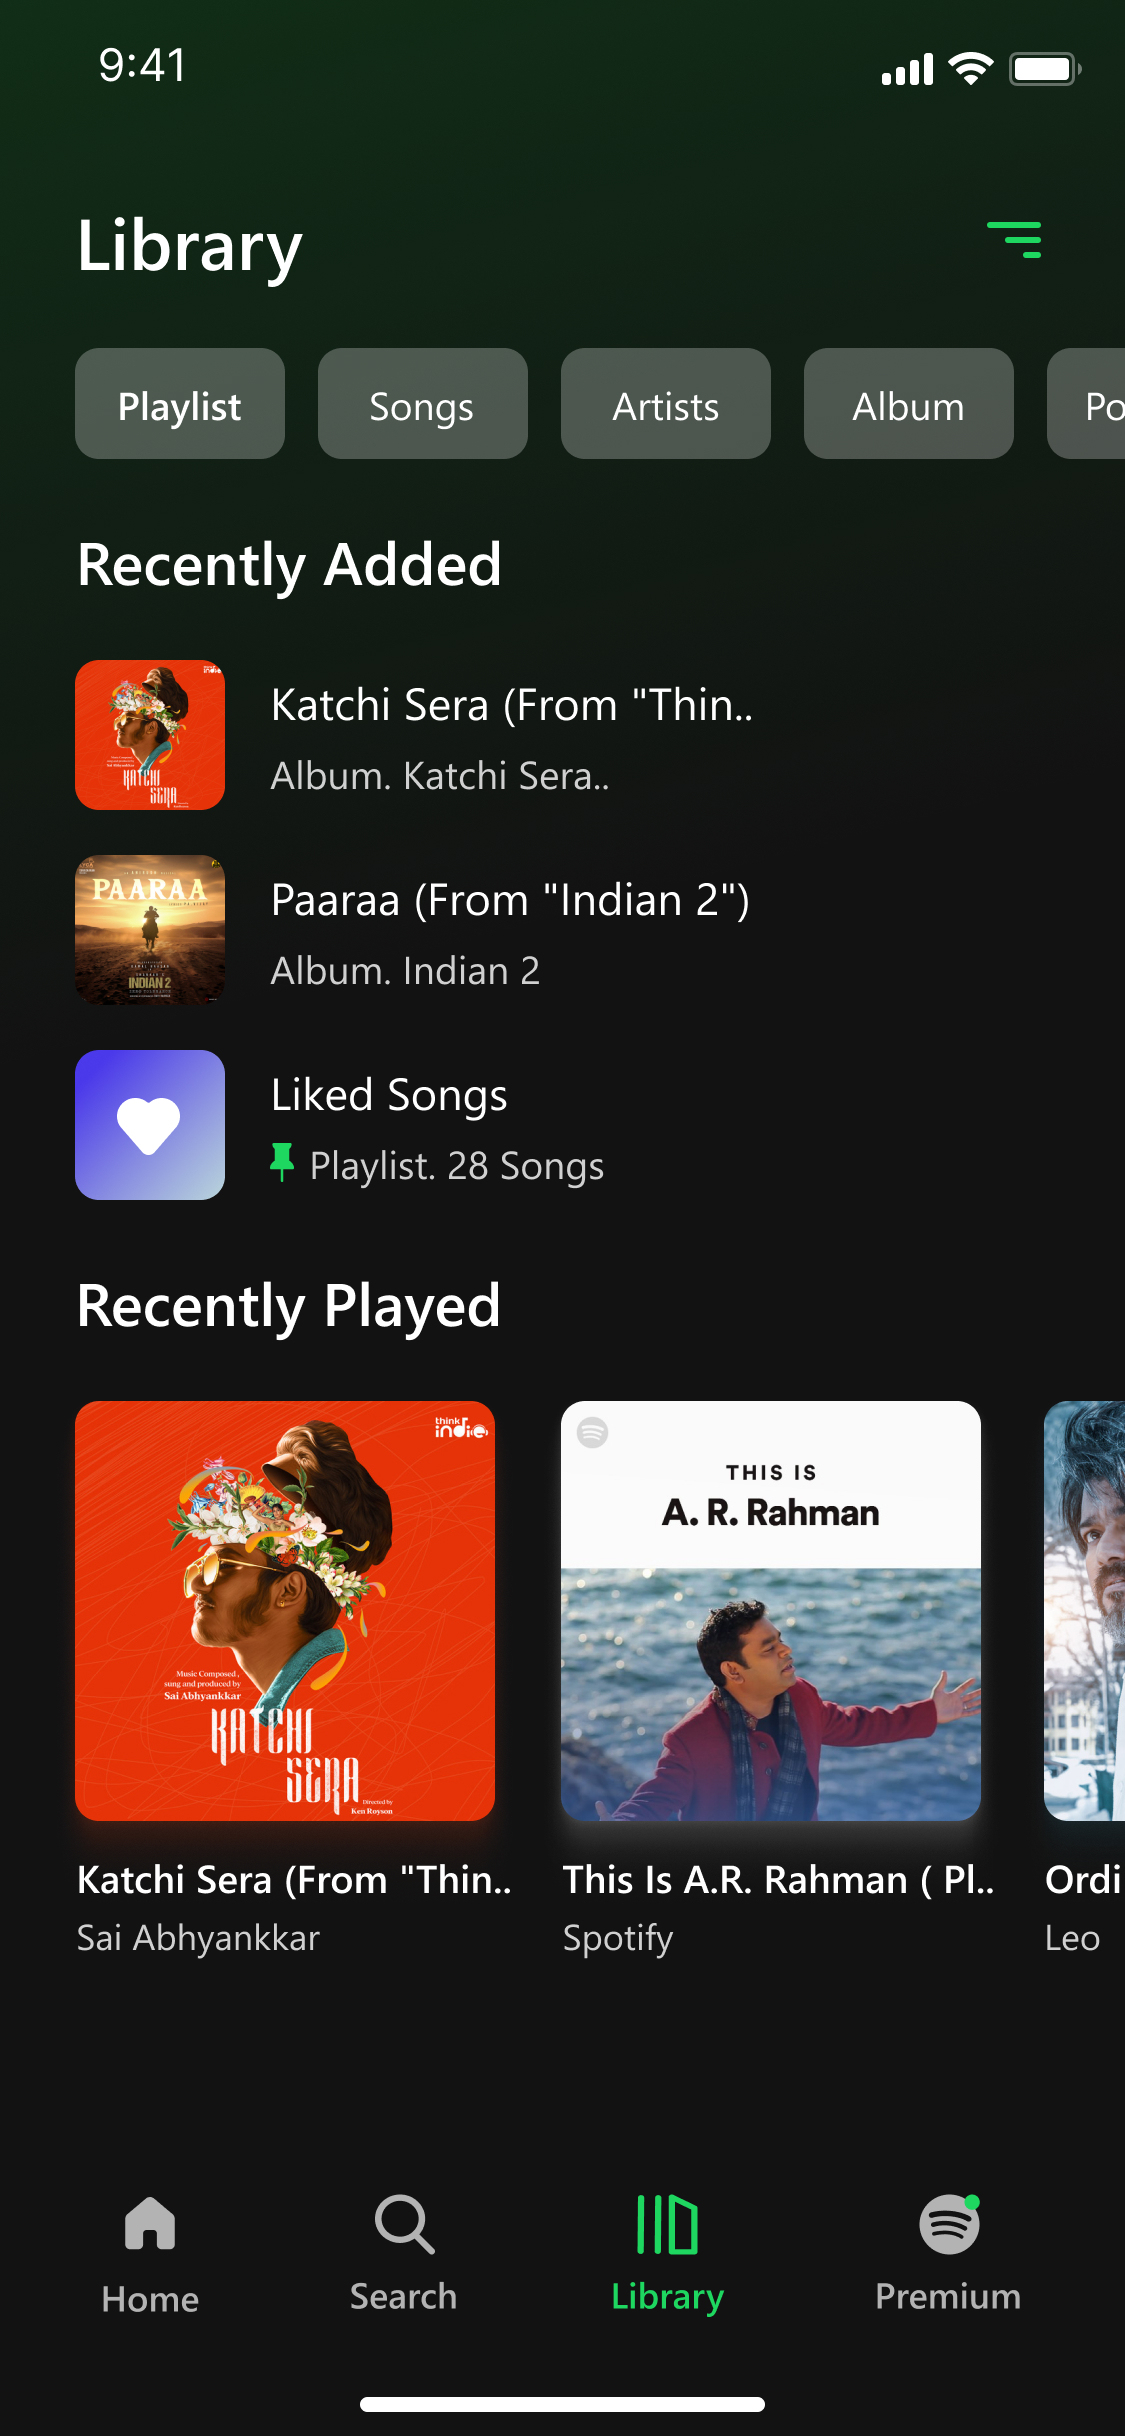 9:41
Library
Playlist
Songs
Artists
Album
Po
Recently Added
Katchi Sera (From "Thin..
Album. Katchi Sera..
PAARAA
INDIAN 2
Paaraa (From "Indian 2")
Album. Indian 2
Liked Songs
Playlist. 28 Songs
Recently Played
think
indie
Music Composed,
sung and produced by
Sai Abhyankkar
KATCHI
SERA
Directed by
Ken Royson
THIS IS
A. R. Rahman
Katchi Sera (From "Thin..
Sai Abhyankkar
This Is A.R. Rahman ( Pl..
Spotify
Ordi
Leo
Home
Search
Library
Premium